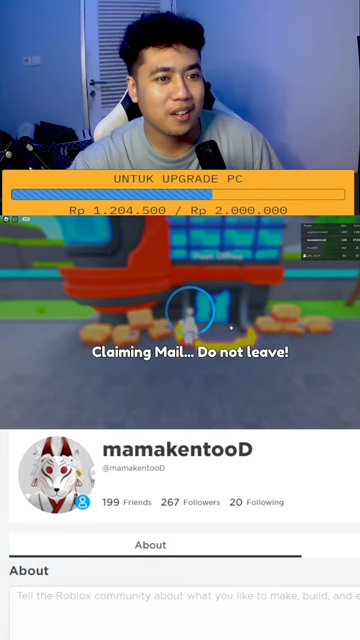 UNTUK UPGRADE PC
Rp 1.204.500 / Rp 2.000.000
Post Office
Claiming Mail... Do not leave!
mamakentooD
@mamakentooD
199 Friends 267 Followers 20 Following
About
About
Tell the Roblox community about what you like to make, build, and e